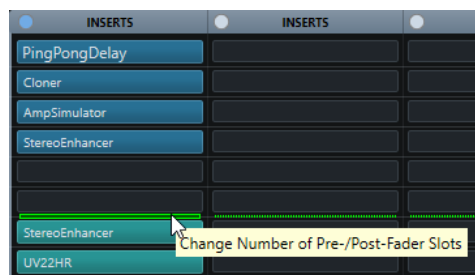 INSERTS INSERTS
PingPongDelay
Cloner
AmpSimulator
StereoEnhancer
StereoEnhancer
Change Number of Pre-/Post-Fader Slots
UV22HR